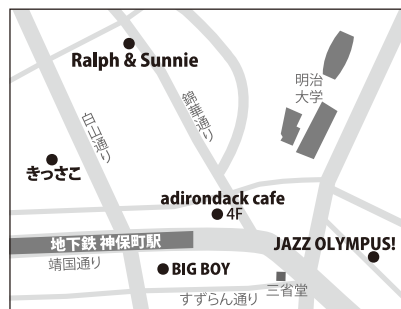 Ralph & Sunnie
明治
大学
錦華通り
白山通り
きっさこ
adirondack cafe
4F
地下鉄 神保町駅
JAZZ OLYMPUS!
靖国通り
BIG BOY
三省堂
すずらん通り